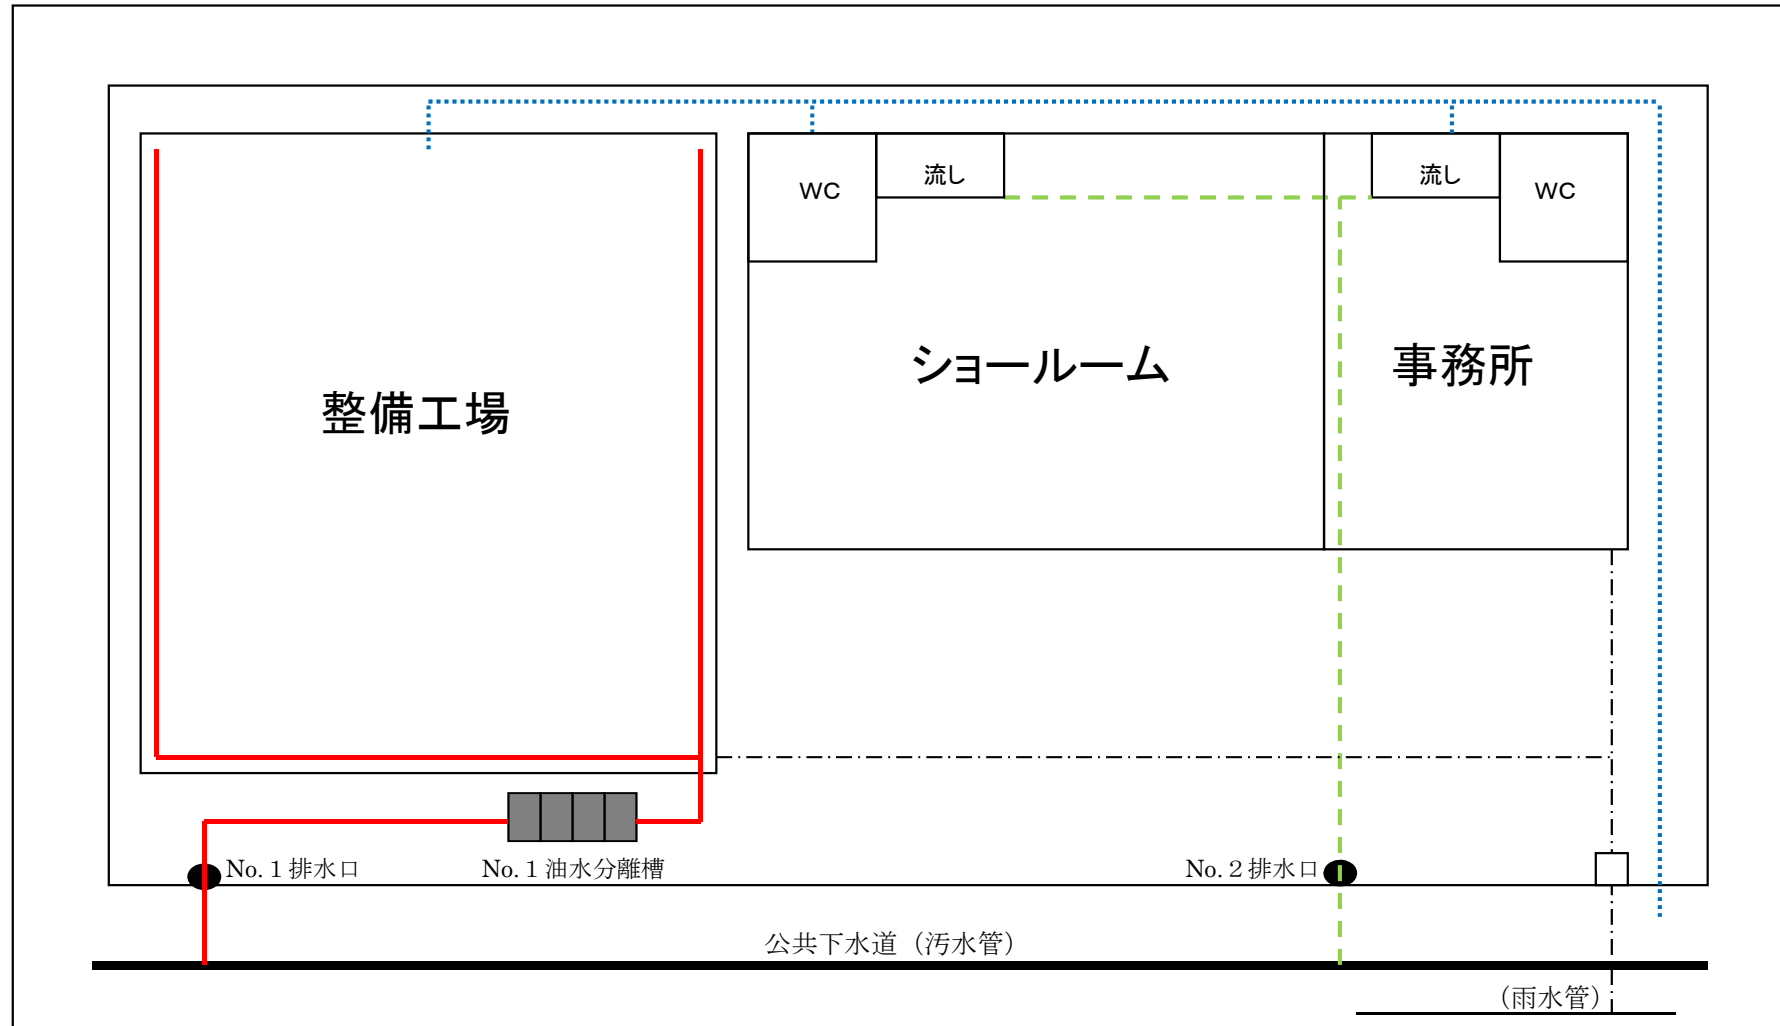 WC
流し
流し
WC
ショールーム
事務所
整備工場
No.１排水口
No.１油水分離槽
No.２排水口
公共下水道（汚水管）
（雨水管）